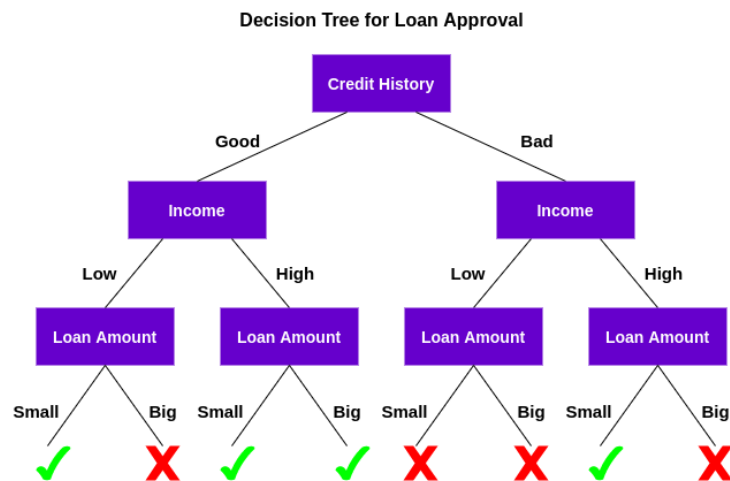 Decision Tree for Loan Approval
Credit History
Good Bad
Income Income
Low High Low High
Loan Amount Loan Amount Loan Amount Loan Amount
Small Big Small Big Small Big Small Big